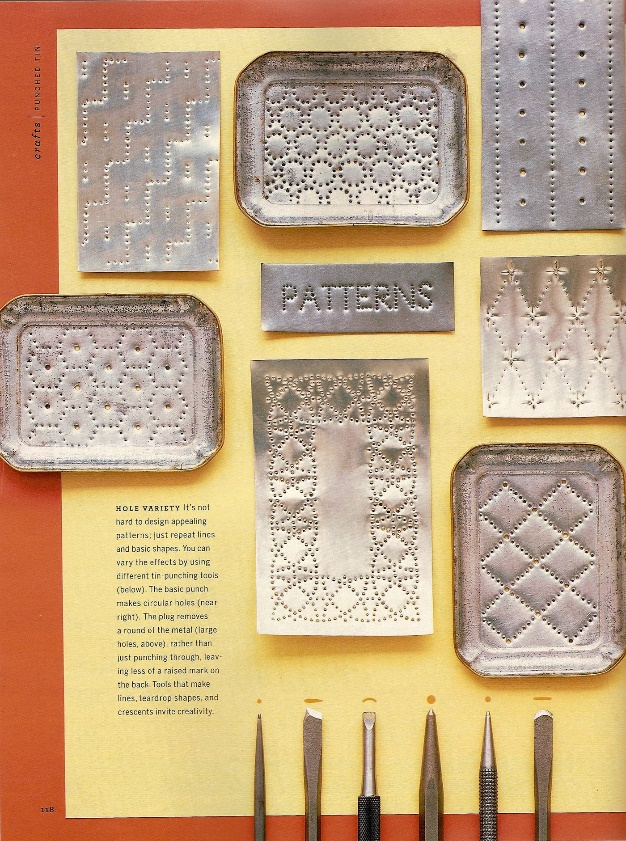 crafts | PUNCHED TIN
PATTERNS
HOLE VARIETY It's not
hard to design appealing
patterns; just repeat lines
and basic shapes. You can
vary the effects by using
different tin-punching tools
(below). The basic punch
makes circular holes (near
right). The plug removes
a round of the metal (large
holes, above), rather than
just punching through, leav-
ing less of a raised mark on
the back. Tools that make
lines, teardrop shapes, and
crescents invite creativity.
118